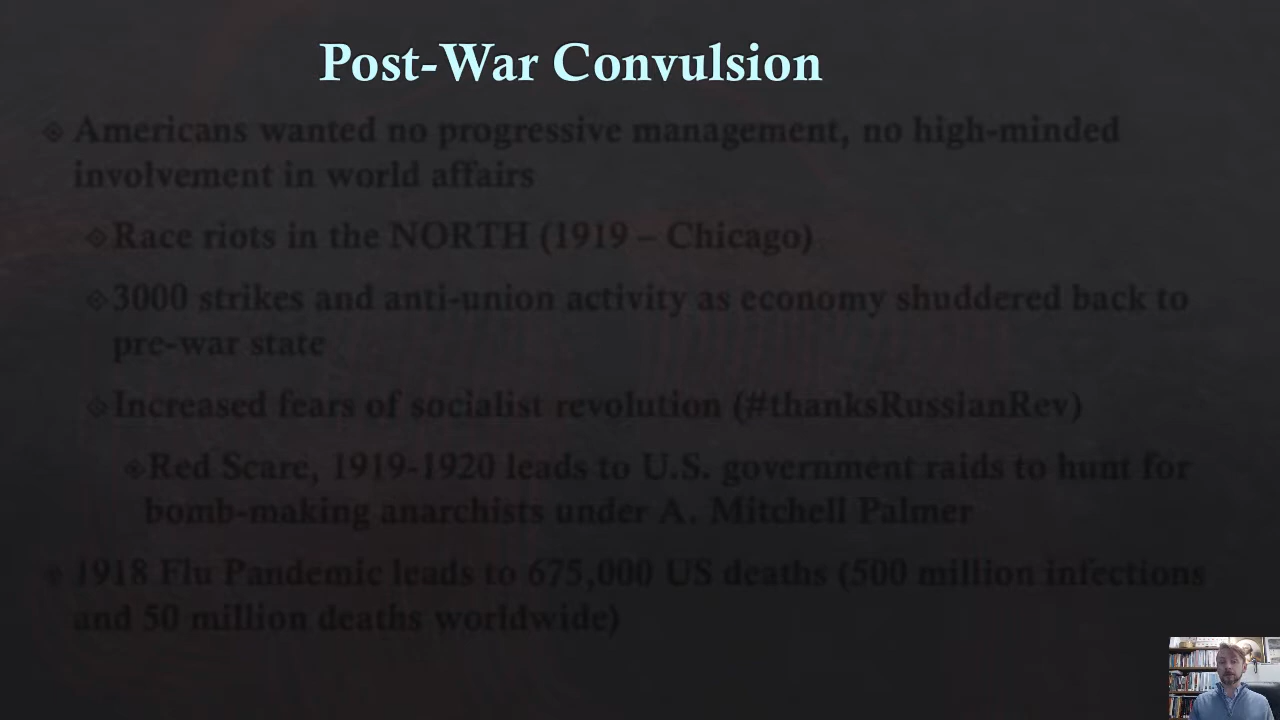 Post-War Convulsion
Americans wanted no progressive management, no high-minded
involvement in world affairs
Race riots in the NORTH (1919 – Chicago)
3000 strikes and anti-union activity as economy shuddered back to
pre-war state
Increased fears of socialist revolution (#thanksRussianRev)
Red Scare, 1919-1920 leads to U.S. government raids to hunt for
bomb-making anarchists under A. Mitchell Palmer
1918 Flu Pandemic leads to 675,000 US deaths (500 million infections
and 50 million deaths worldwide)